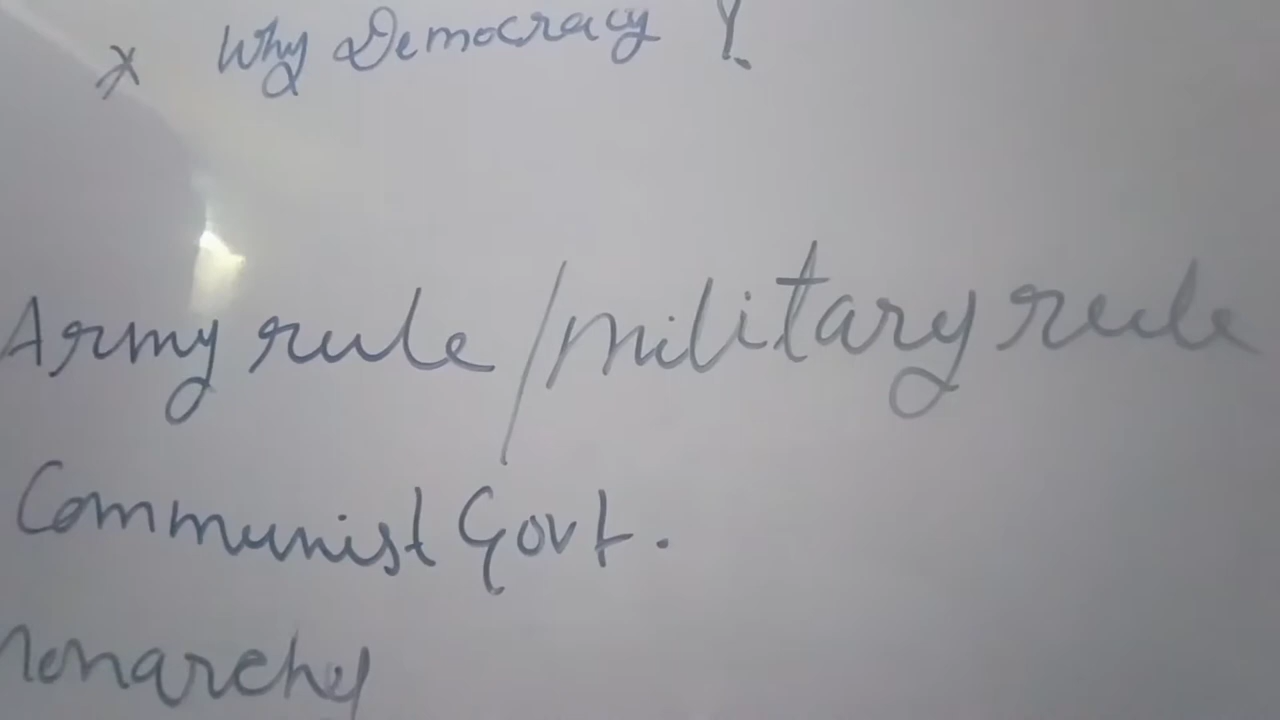 * Why Democracy ?
Army rule / military rule
Communist Govt.
Monarchy